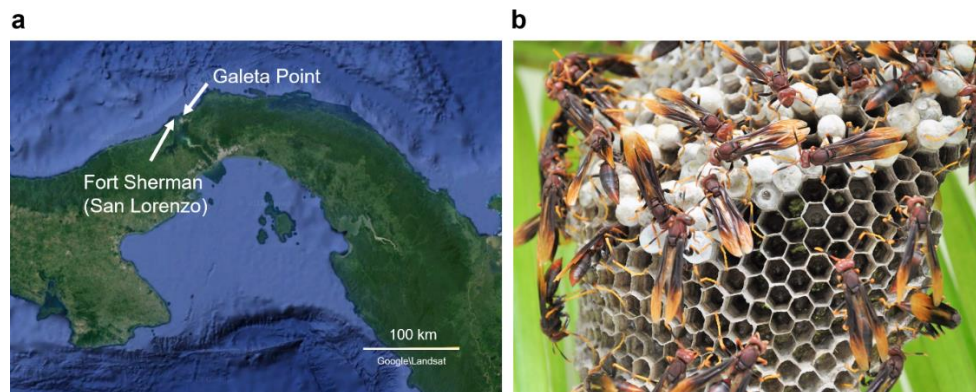 a
b
Galeta Point
Fort Sherman
(San Lorenzo)
100 km
Google\Landsat